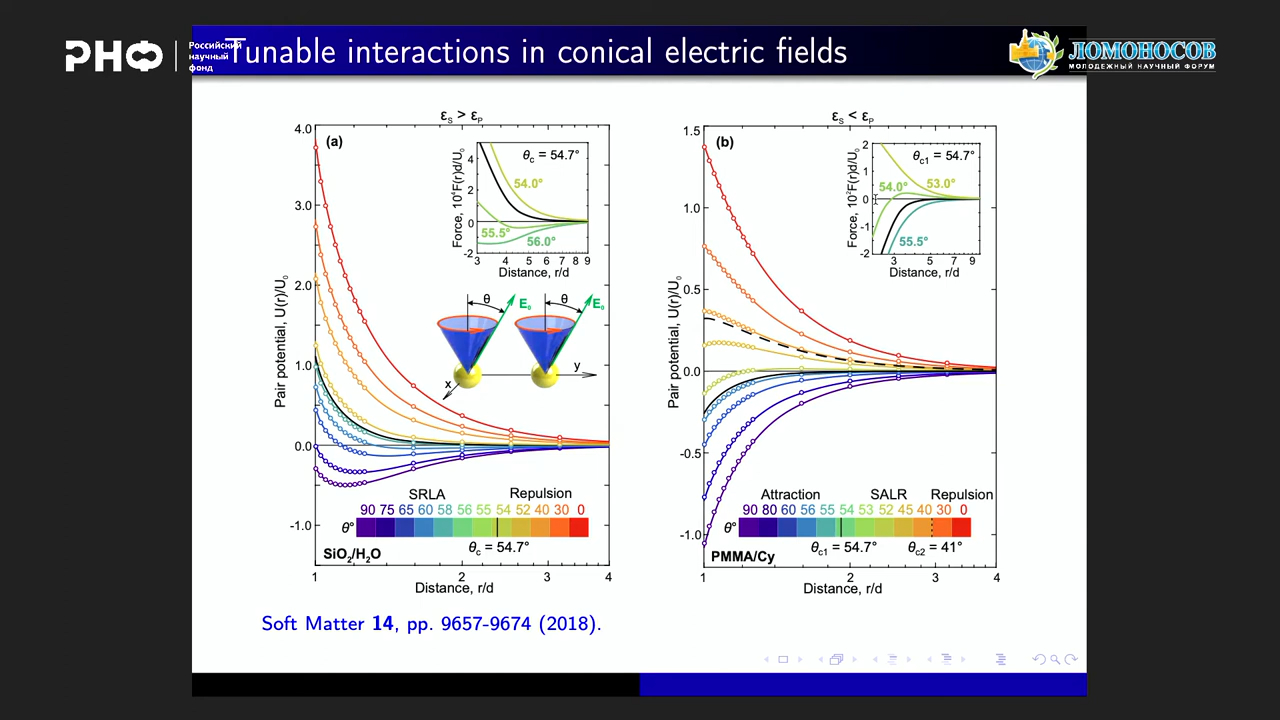 РНФ
Российский
научный
фонд
Tunable interactions in conical electric fields
ЛОМОНОСОВ
МОЛОДЕЖНЫЙ НАУЧНЫЙ ФОРУМ
εS > εP
(a)
4.0
3.0
2.0
1.0
0.0
-1.0
Pair potential, U(r)/U0
Force, 10⁴F(r)d/U0
4
2
0
-2
θc = 54.7°
54.0°
55.5°
56.0°
3 4 5 6 7 8 9
Distance, r/d
θ E0 θ E0
x y
SRLA Repulsion
90 75 65 60 58 56 55 54 52 40 30 0
θ°
θc = 54.7°
SiO2/H2O
1 2 3 4
Distance, r/d
εS < εP
(b)
1.5
1.0
0.5
0.0
-0.5
-1.0
Pair potential, U(r)/U0
Force, 10²F(r)d/U0
2
1
0
-1
-2
θc1 = 54.7°
54.0° 53.0°
55.5°
3 5 7 9
Distance, r/d
Attraction SALR Repulsion
90 80 60 56 55 54 53 52 45 40 30 0
θ°
θc1 = 54.7° θc2 = 41°
PMMA/Cy
1 2 3 4
Distance, r/d
Soft Matter 14, pp. 9657-9674 (2018).